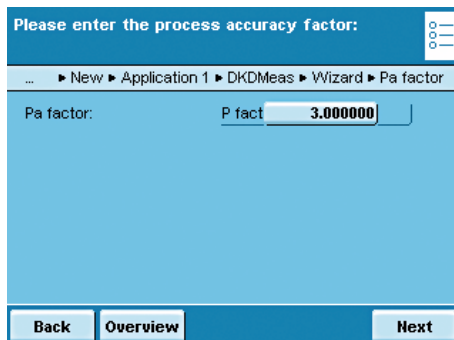 Please enter the process accuracy factor:
... ▸ New ▸ Application 1 ▸ DKDMeas ▸ Wizard ▸ Pa factor
Pa factor: P fact 3.000000
Back Overview Next